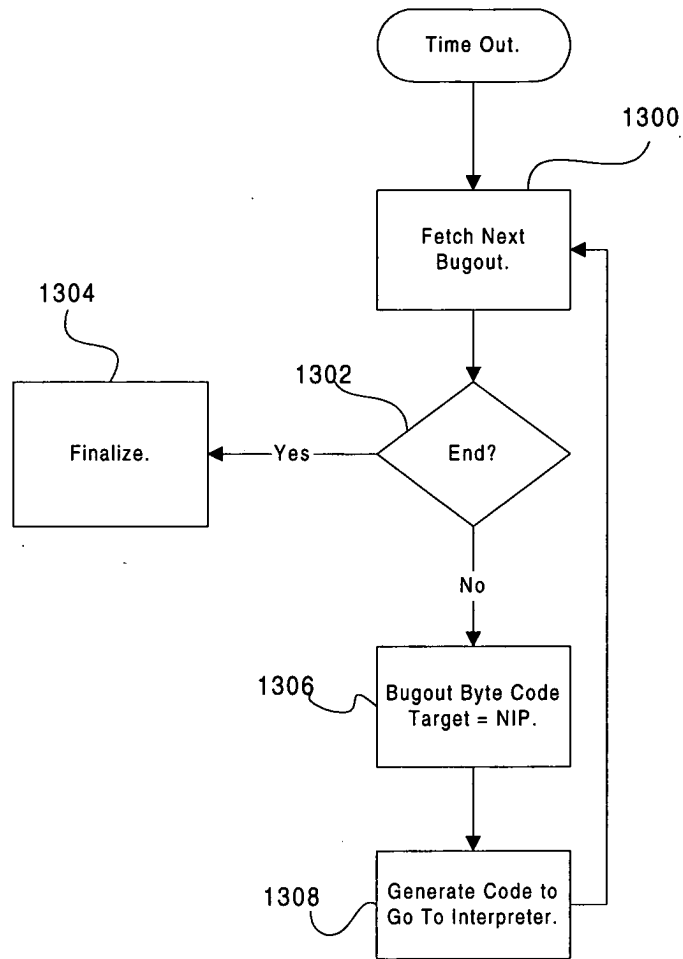 Time Out.
1300
Fetch Next
Bugout.
1304
1302
Finalize.
Yes
End?
No
1306
Bugout Byte Code
Target = NIP.
1308
Generate Code to
Go To Interpreter.